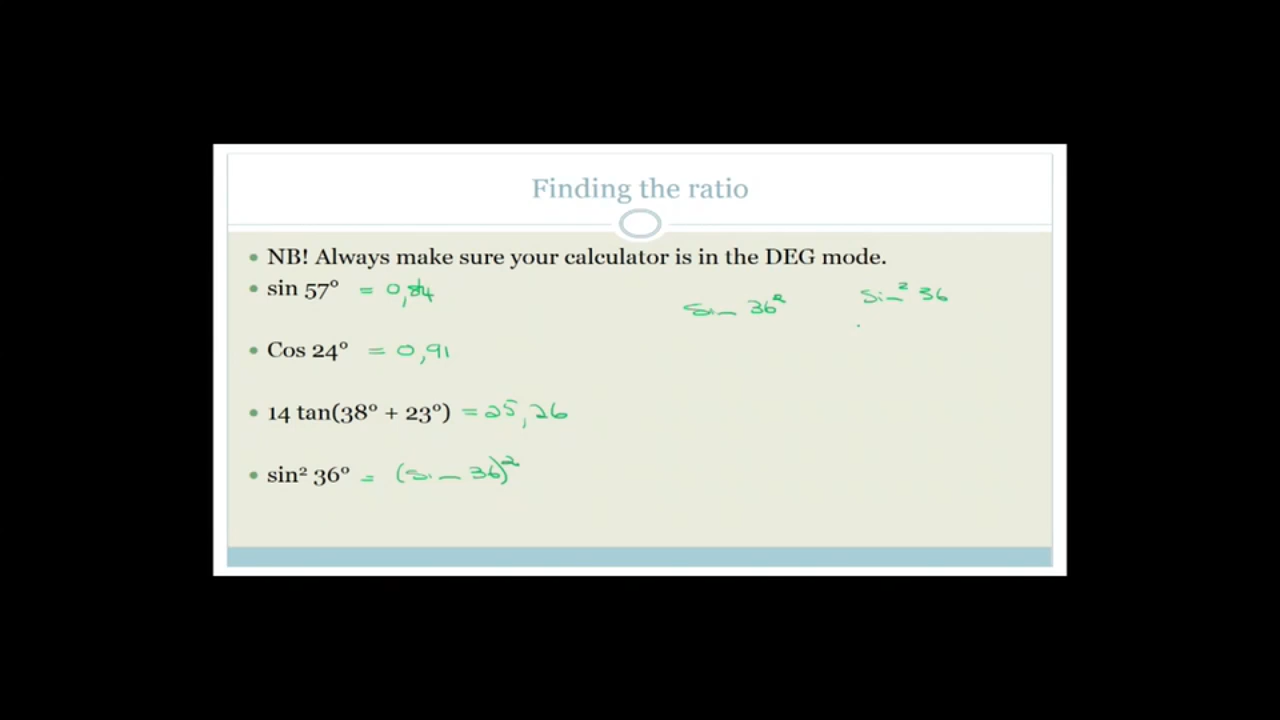 Finding the ratio
• NB! Always make sure your calculator is in the DEG mode.
• sin 57° = 0,84
sin 36² sin² 36
• Cos 24° = 0,91
• 14 tan(38° + 23°) = 25,26
• sin² 36° = (sin 36)²